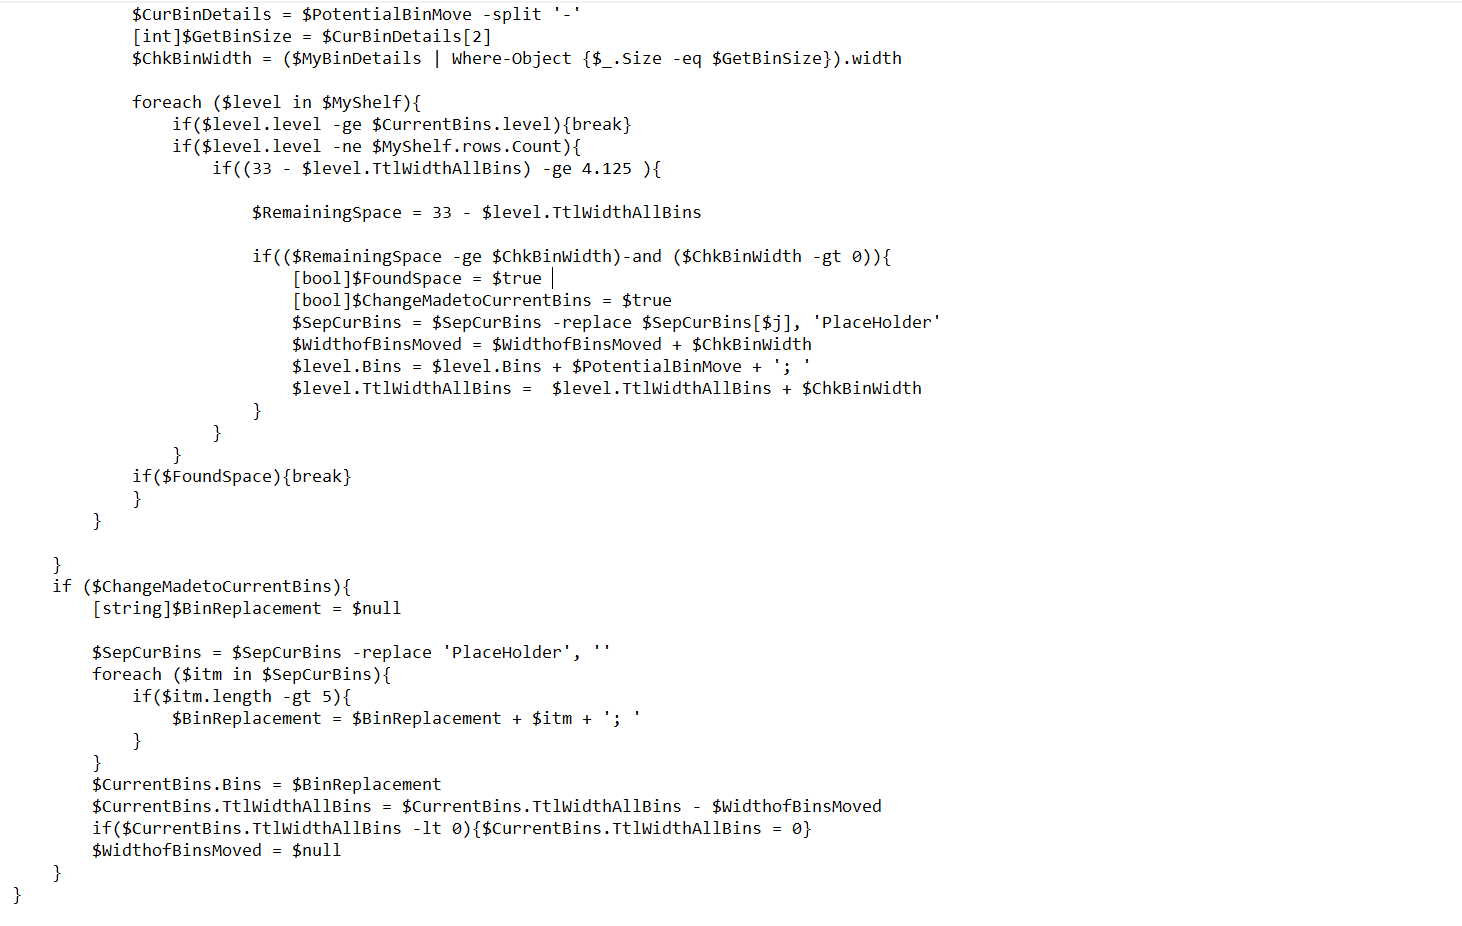 $CurBinDetails = $PotentialBinMove -split '-'
[int]$GetBinSize = $CurBinDetails[2]
$ChkBinWidth = ($MyBinDetails | Where-Object {$_.Size -eq $GetBinSize}).width
foreach ($level in $MyShelf){
if($level.level -ge $CurrentBins.level){break}
if($level.level -ne $MyShelf.rows.Count){
if((33 - $level.TtlWidthAllBins) -ge 4.125 ){
$RemainingSpace = 33 - $level.TtlWidthAllBins
if(($RemainingSpace -ge $ChkBinWidth)-and ($ChkBinWidth -gt 0)){
[bool]$FoundSpace = $true
[bool]$ChangeMadetoCurrentBins = $true
$SepCurBins = $SepCurBins -replace $SepCurBins[$j], 'PlaceHolder'
$WidthofBinsMoved = $WidthofBinsMoved + $ChkBinWidth
$level.Bins = $level.Bins + $PotentialBinMove + '; '
$level.TtlWidthAllBins =  $level.TtlWidthAllBins + $ChkBinWidth
}
}
}
if($FoundSpace){break}
}
}
}
if ($ChangeMadetoCurrentBins){
[string]$BinReplacement = $null
$SepCurBins = $SepCurBins -replace 'PlaceHolder', ''
foreach ($itm in $SepCurBins){
if($itm.length -gt 5){
$BinReplacement = $BinReplacement + $itm + '; '
}
}
$CurrentBins.Bins = $BinReplacement
$CurrentBins.TtlWidthAllBins = $CurrentBins.TtlWidthAllBins - $WidthofBinsMoved
if($CurrentBins.TtlWidthAllBins -lt 0){$CurrentBins.TtlWidthAllBins = 0}
$WidthofBinsMoved = $null
}
}